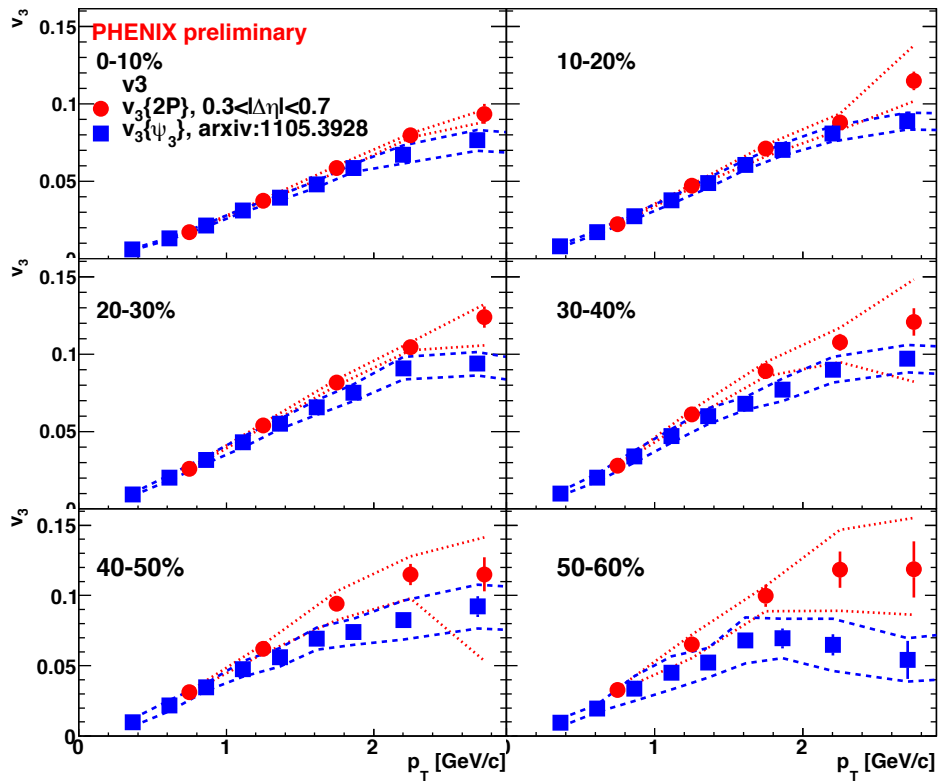 v3
0.15
0.1
0.05
0
PHENIX preliminary
0-10%
v3
v3{2P}, 0.3<|Δη|<0.7
v3{ψ3}, arxiv:1105.3928
10-20%
v3
0.15
0.1
0.05
0
20-30%
30-40%
v3
0.15
0.1
0.05
0
40-50%
50-60%
0
1
2
pT [GeV/c]
0
1
2
pT [GeV/c]